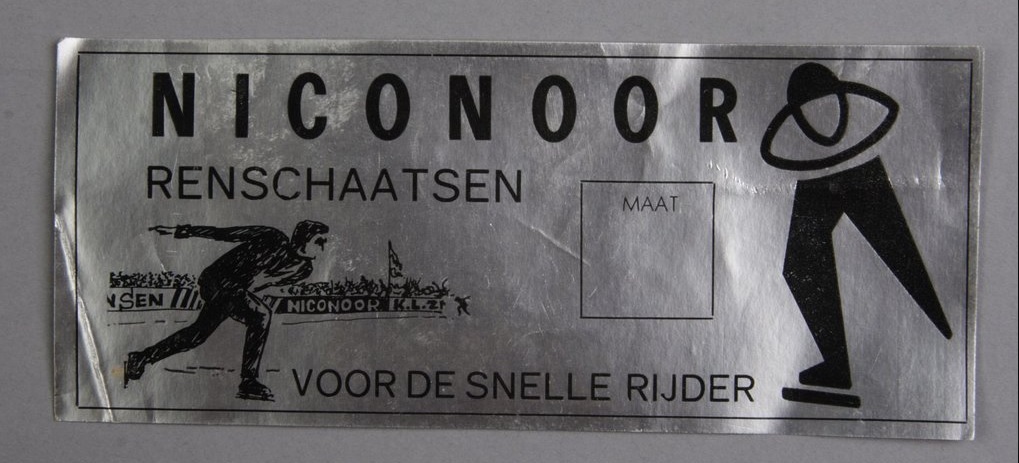 NICONOOR
RENSCHAATSEN
MAAT
NSEN
NICONOOR
VOOR DE SNELLE RIJDER